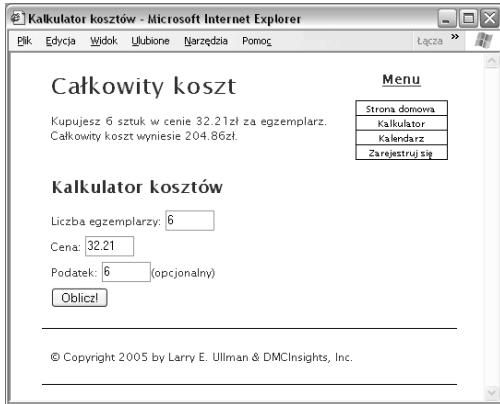 Kalkulator kosztów - Microsoft Internet Explorer
Plik Edycja Widok Ulubione Narzędzia Pomoc Łącza »
Całkowity koszt
Kupujesz 6 sztuk w cenie 32.21zł za egzemplarz.
Całkowity koszt wyniesie 204.86zł.
Menu
Strona domowa
Kalkulator
Kalendarz
Zarejestruj się
Kalkulator kosztów
Liczba egzemplarzy: 6
Cena: 32.21
Podatek: 6 (opcjonalny)
Oblicz!
© Copyright 2005 by Larry E. Ullman & DMCInsights, Inc.